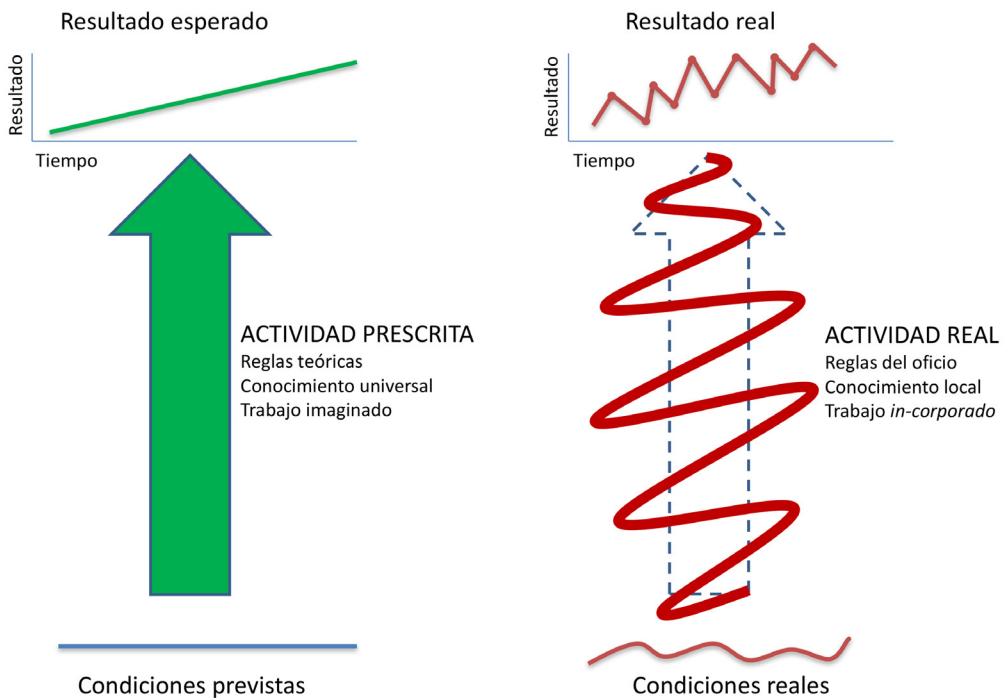 Resultado esperado
Resultado
Tiempo
ACTIVIDAD PRESCRITA
Reglas teóricas
Conocimiento universal
Trabajo imaginado
Condiciones previstas
Resultado real
Resultado
Tiempo
ACTIVIDAD REAL
Reglas del oficio
Conocimiento local
Trabajo in-corporado
Condiciones reales